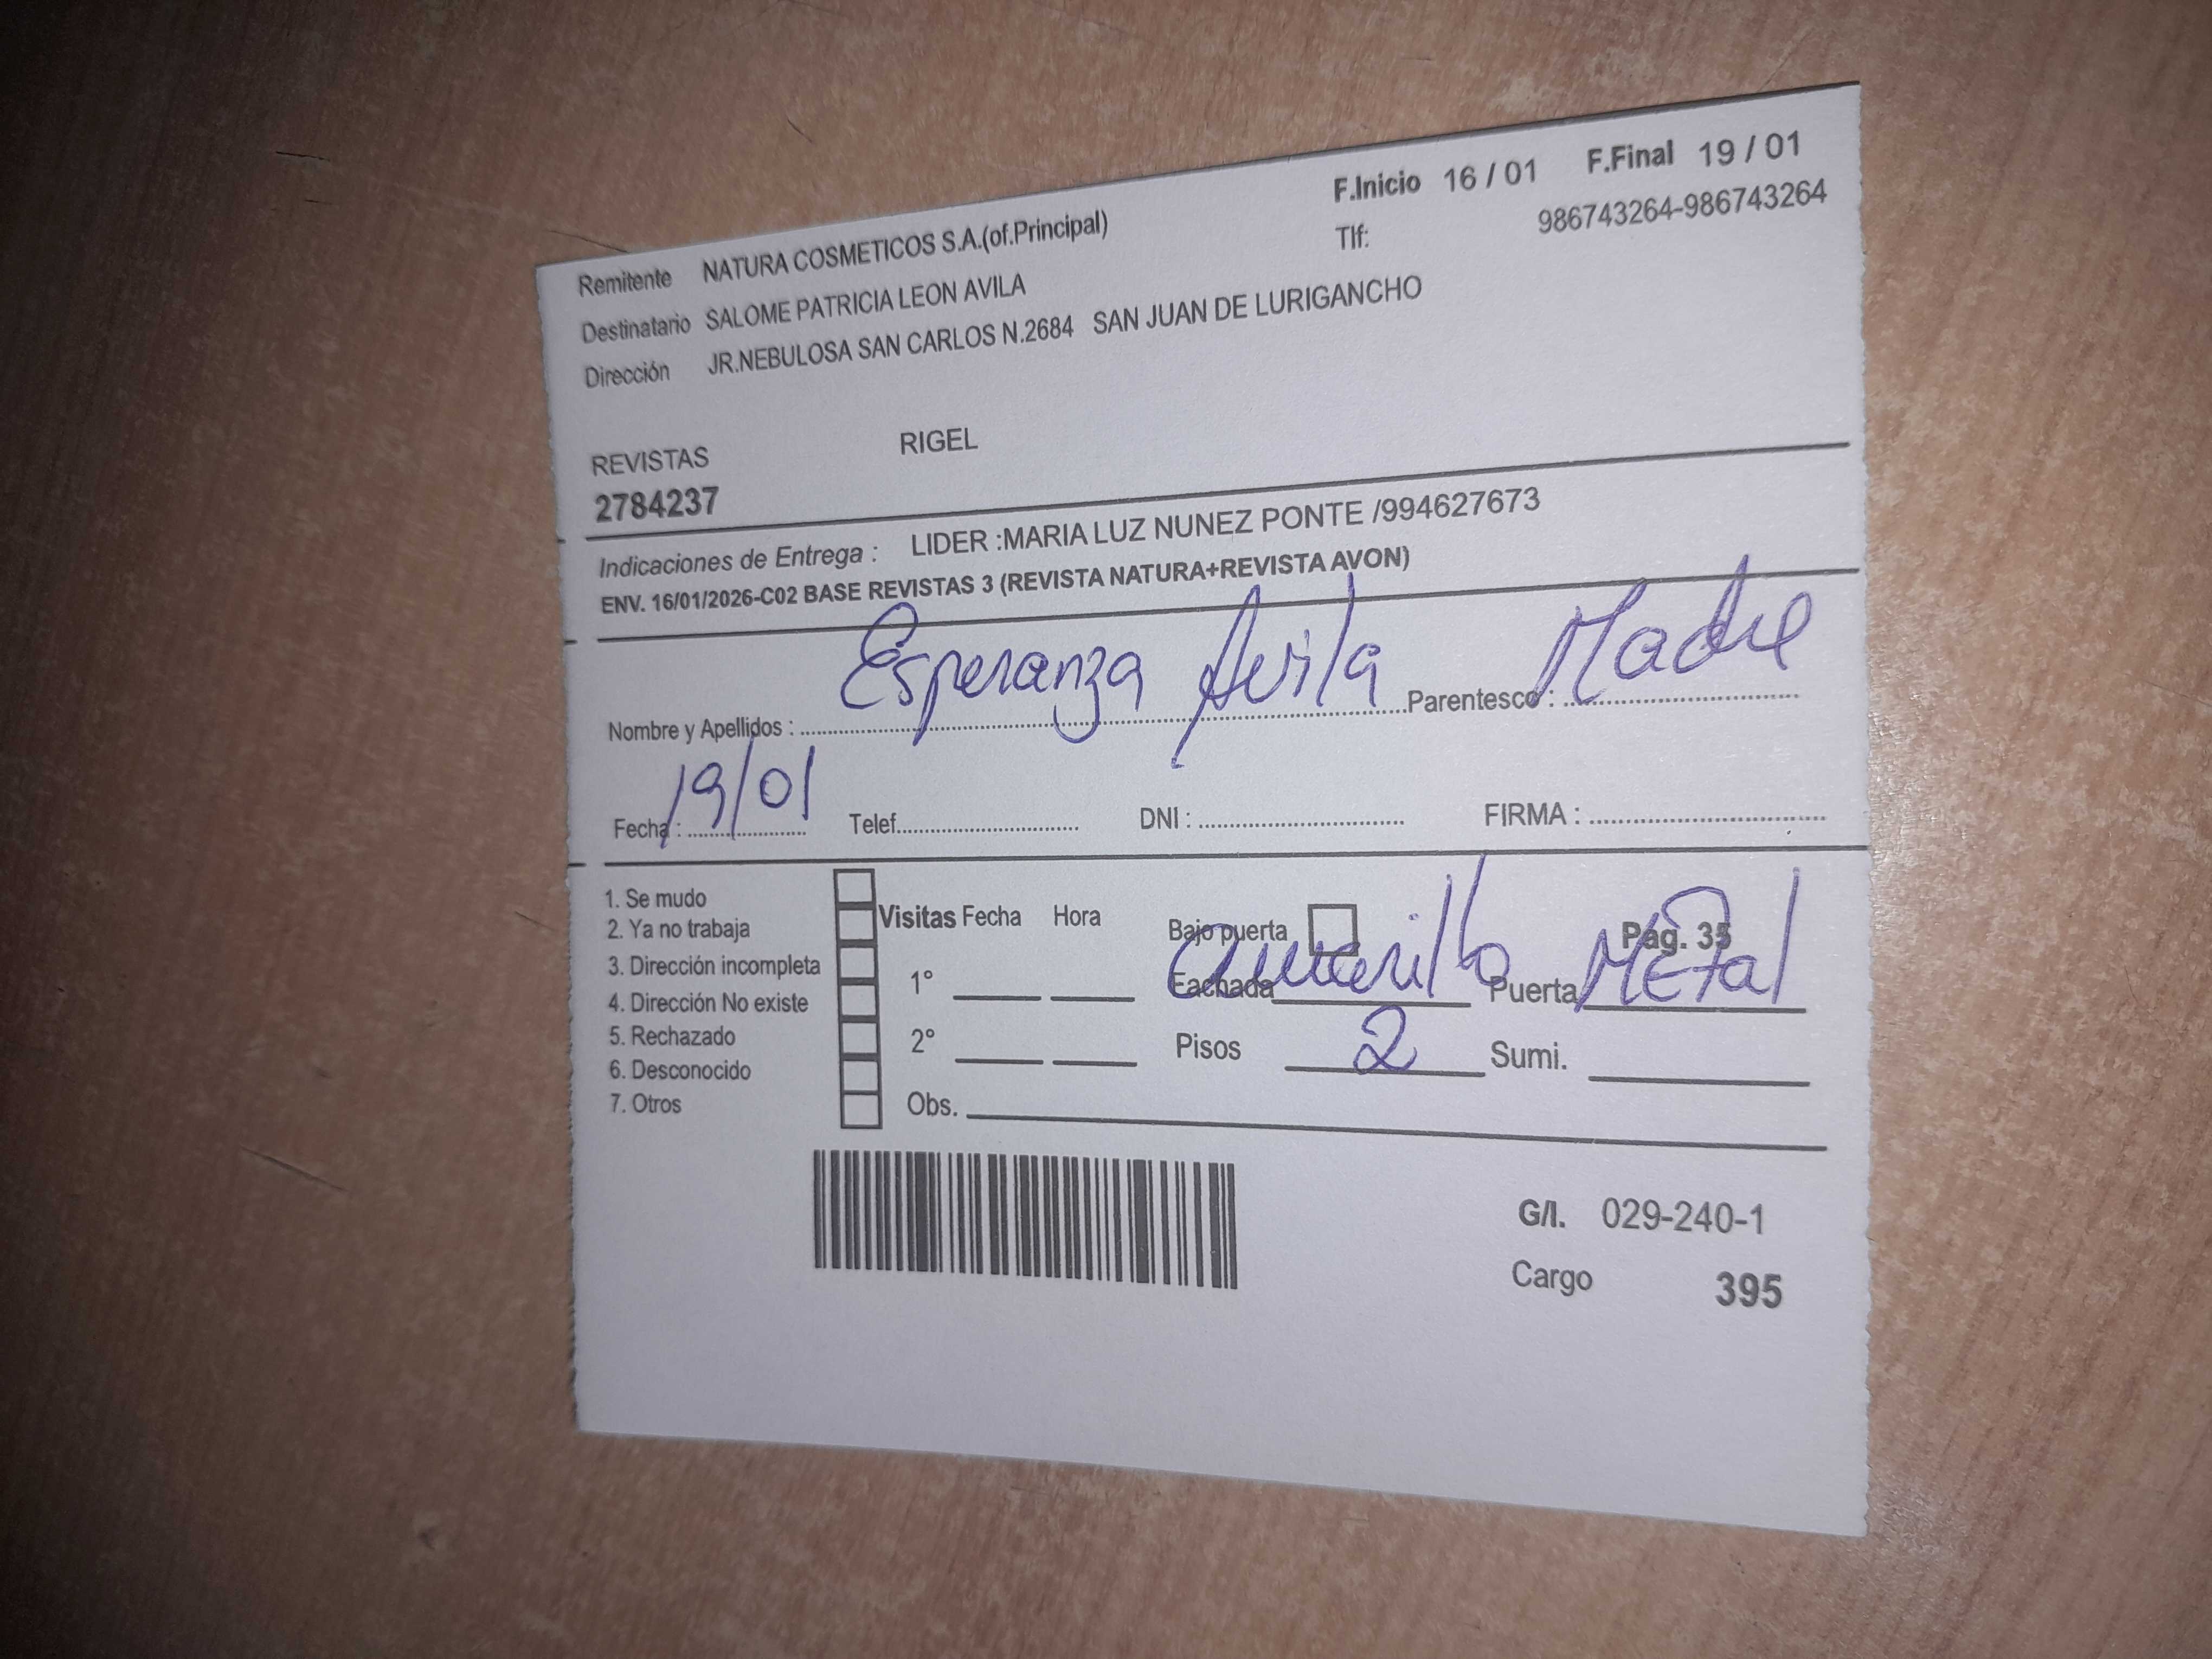 F.Inicio 16 / 01 F.Final 19 / 01
Remitente NATURA COSMETICOS S.A.(of.Principal) Tlf: 986743264-986743264
Destinatario SALOME PATRICIA LEON AVILA
Dirección JR.NEBULOSA SAN CARLOS N.2684 SAN JUAN DE LURIGANCHO
REVISTAS RIGEL
2784237
Indicaciones de Entrega : LIDER :MARIA LUZ NUNEZ PONTE /994627673
ENV. 16/01/2026-C02 BASE REVISTAS 3 (REVISTA NATURA+REVISTA AVON)
Nombre y Apellidos : Esperanza Avila Parentesco : Madre
Fecha : 19/01 Telef. DNI : FIRMA :
1. Se mudo
2. Ya no trabaja
3. Dirección incompleta
4. Dirección No existe
5. Rechazado
6. Desconocido
7. Otros
Visitas Fecha Hora
1°
2°
Obs.
Bajo puerta Pag. 35
Fachada amarillo Puerta METal
Pisos 2 Sumi.
G/I. 029-240-1
Cargo 395